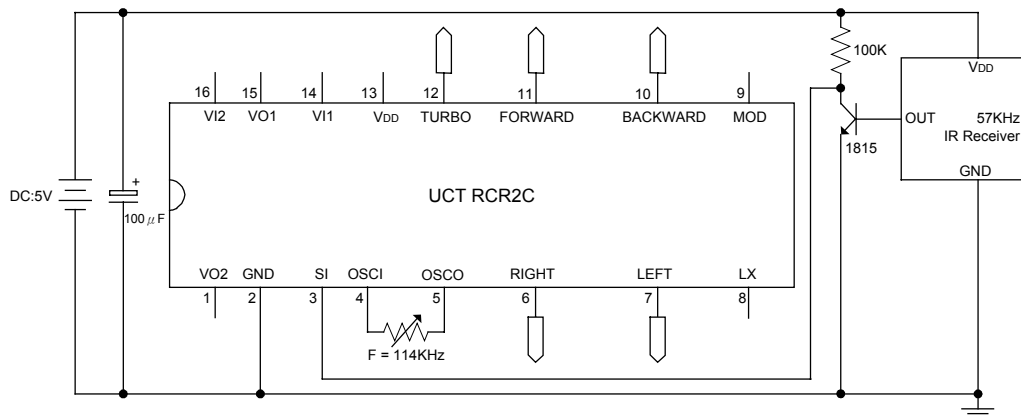 16 15 14 13 12 11 10 9
VI2 VO1 VI1 VDD TURBO FORWARD BACKWARD MOD
100K
VDD
OUT 57KHz
IR Receiver
GND
1815
DC:5V
+
100μF
UCT RCR2C
VO2 GND SI OSCI OSCO RIGHT LEFT LX
1 2 3 4 5 6 7 8
F = 114KHz